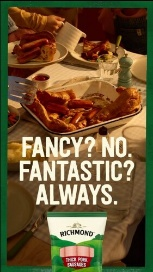 FANCY? NO.
FANTASTIC?
ALWAYS.
RICHMOND
THICK PORK
SAUSAGES